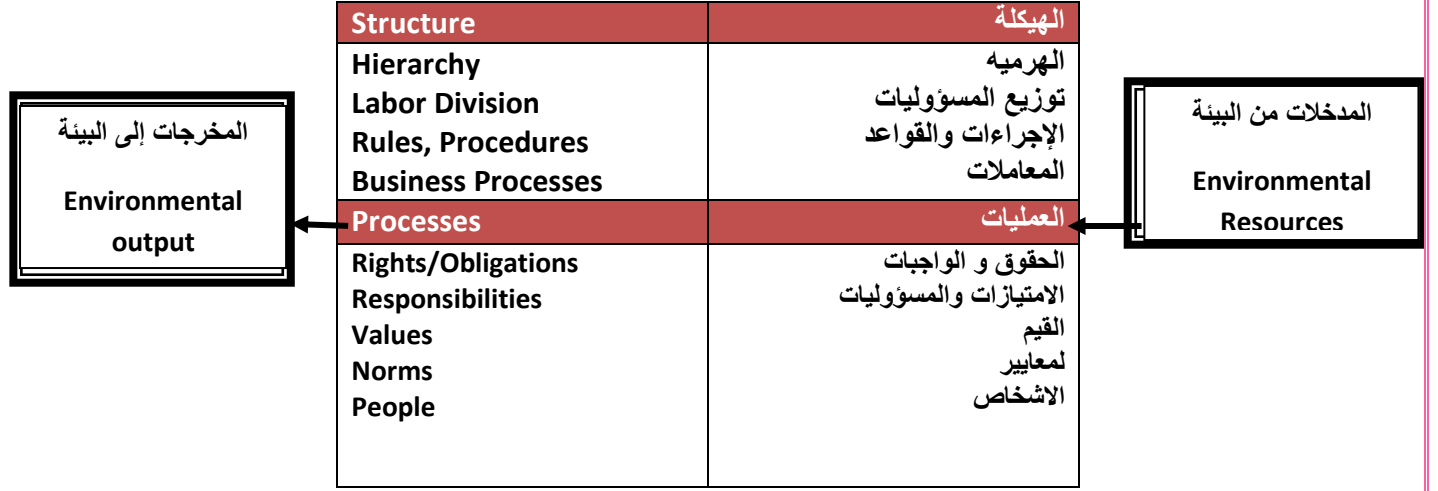 Structure
الهيكلة
Hierarchy
Labor Division
Rules, Procedures
Business Processes
الهرميه
توزيع المسؤوليات
الإجراءات والقواعد
المعاملات
Processes
العمليات
Rights/Obligations
Responsibilities
Values
Norms
People
الحقوق و الواجبات
الامتيازات والمسؤوليات
القيم
لمعايير
الاشخاص
المدخلات من البيئة
Environmental
Resources
المخرجات إلى البيئة
Environmental
output